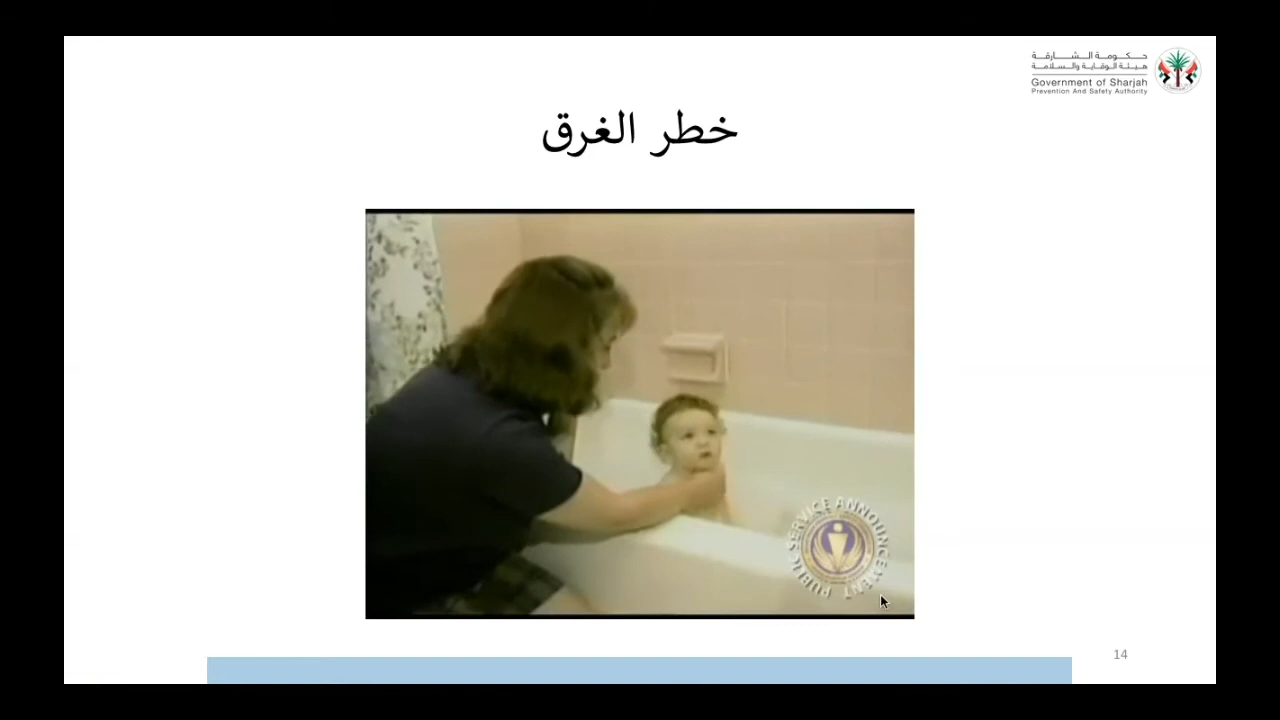 حكومة الشارقة
هيئة الوقاية والسلامة
Government of Sharjah
Prevention And Safety Authority
خطر الغرق
PUBLIC SERVICE ANNOUNCEMENT
14